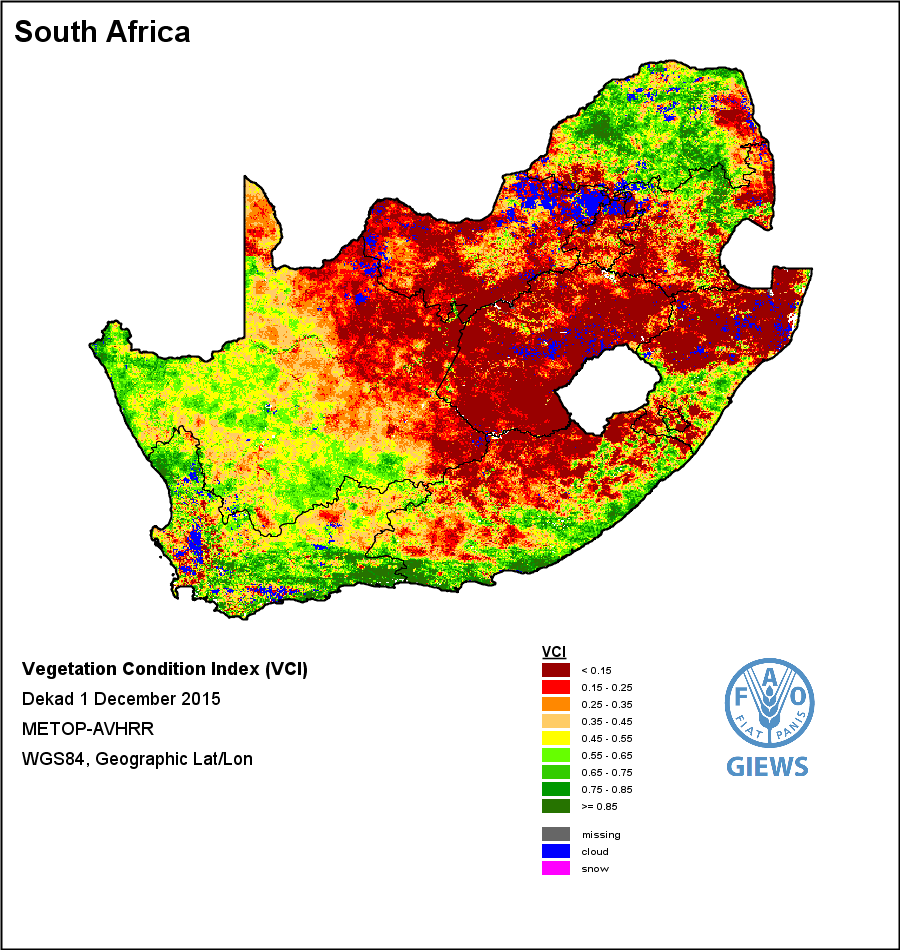 South Africa
Vegetation Condition Index (VCI)
Dekad 1 December 2015
METOP-AVHRR
WGS84, Geographic Lat/Lon
VCI
< 0.15
0.15 - 0.25
0.25 - 0.35
0.35 - 0.45
0.45 - 0.55
0.55 - 0.65
0.65 - 0.75
0.75 - 0.85
>= 0.85
missing
cloud
snow
FAO
FIAT PANIS
GIEWS